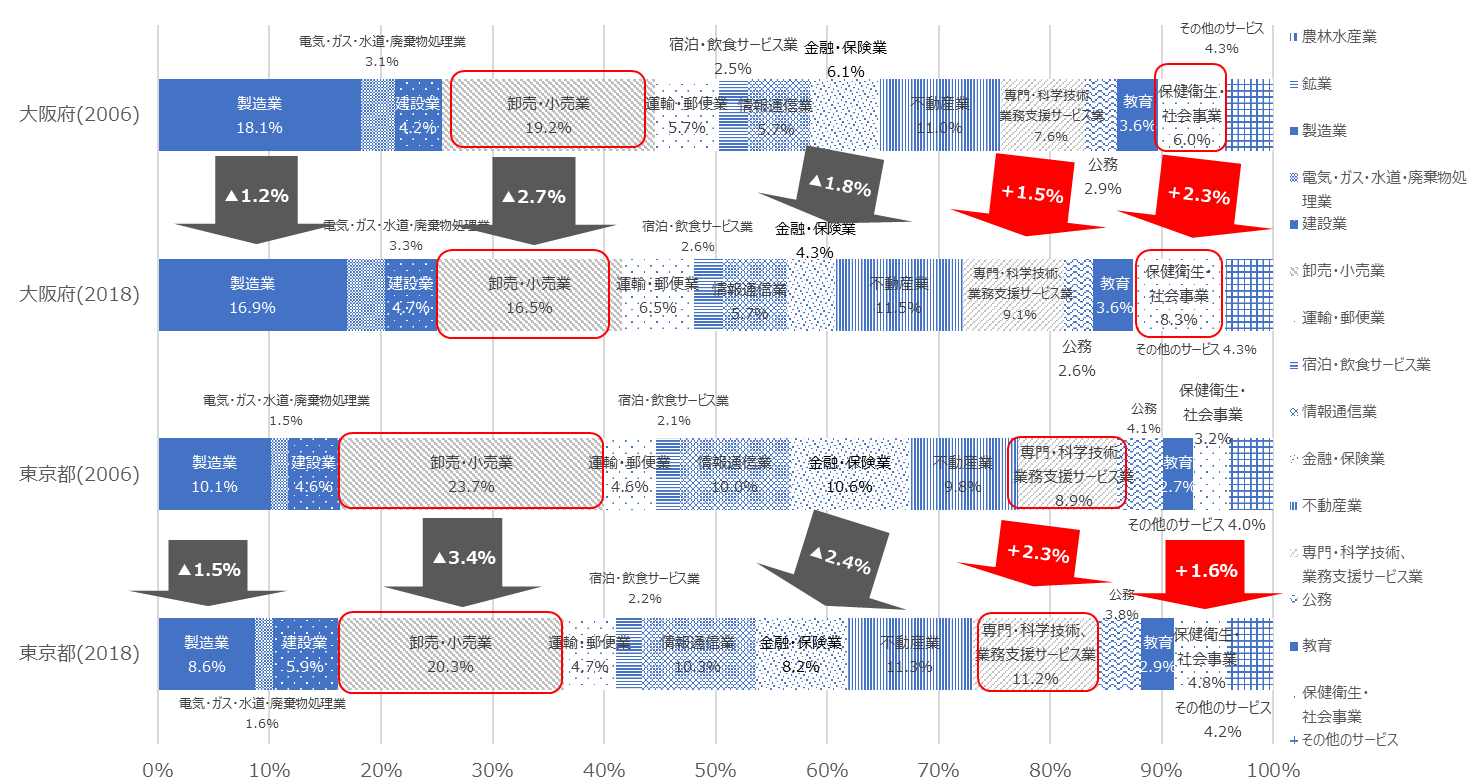 電気・ガス・水道・廃棄物処理業
3.1%
宿泊・飲食サービス業
2.5%
金融・保険業
6.1%
その他のサービス
4.3%
大阪府(2006)
製造業
18.1%
建設業
4.2%
卸売・小売業
19.2%
運輸・郵便業
5.7%
情報通信業
5.7%
不動産業
11.0%
専門・科学技術、
業務支援サービス業
7.6%
公務
2.9%
教育
3.6%
保健衛生・
社会事業
6.0%
▲1.2%
▲2.7%
▲1.8%
+1.5%
+2.3%
電気・ガス・水道・廃棄物処理業
3.3%
宿泊・飲食サービス業
2.6%
金融・保険業
4.3%
大阪府(2018)
製造業
16.9%
建設業
4.7%
卸売・小売業
16.5%
運輸・郵便業
6.5%
情報通信業
5.7%
不動産業
11.5%
専門・科学技術、
業務支援サービス業
9.1%
公務
2.6%
教育
3.6%
保健衛生・
社会事業
8.3%
その他のサービス 4.3%
電気・ガス・水道・廃棄物処理業
1.5%
宿泊・飲食サービス業
2.1%
公務
4.1%
保健衛生・
社会事業
3.2%
東京都(2006)
製造業
10.1%
建設業
4.6%
卸売・小売業
23.7%
運輸・郵便業
4.6%
情報通信業
10.0%
金融・保険業
10.6%
不動産業
9.8%
専門・科学技術、
業務支援サービス業
8.9%
教育
2.7%
その他のサービス 4.0%
▲1.5%
▲3.4%
▲2.4%
+2.3%
+1.6%
宿泊・飲食サービス業
2.2%
公務
3.8%
東京都(2018)
製造業
8.6%
建設業
5.9%
卸売・小売業
20.3%
運輸・郵便業
4.7%
情報通信業
10.3%
金融・保険業
8.2%
不動産業
11.3%
専門・科学技術、
業務支援サービス業
11.2%
教育
2.9%
保健衛生・
社会事業
4.8%
電気・ガス・水道・廃棄物処理業
1.6%
その他のサービス
4.2%
0%
10%
20%
30%
40%
50%
60%
70%
80%
90%
100%
農林水産業
鉱業
製造業
電気・ガス・水道・廃棄物処
理業
建設業
卸売・小売業
運輸・郵便業
宿泊・飲食サービス業
情報通信業
金融・保険業
不動産業
専門・科学技術、
業務支援サービス業
公務
教育
保健衛生・
社会事業
その他のサービス